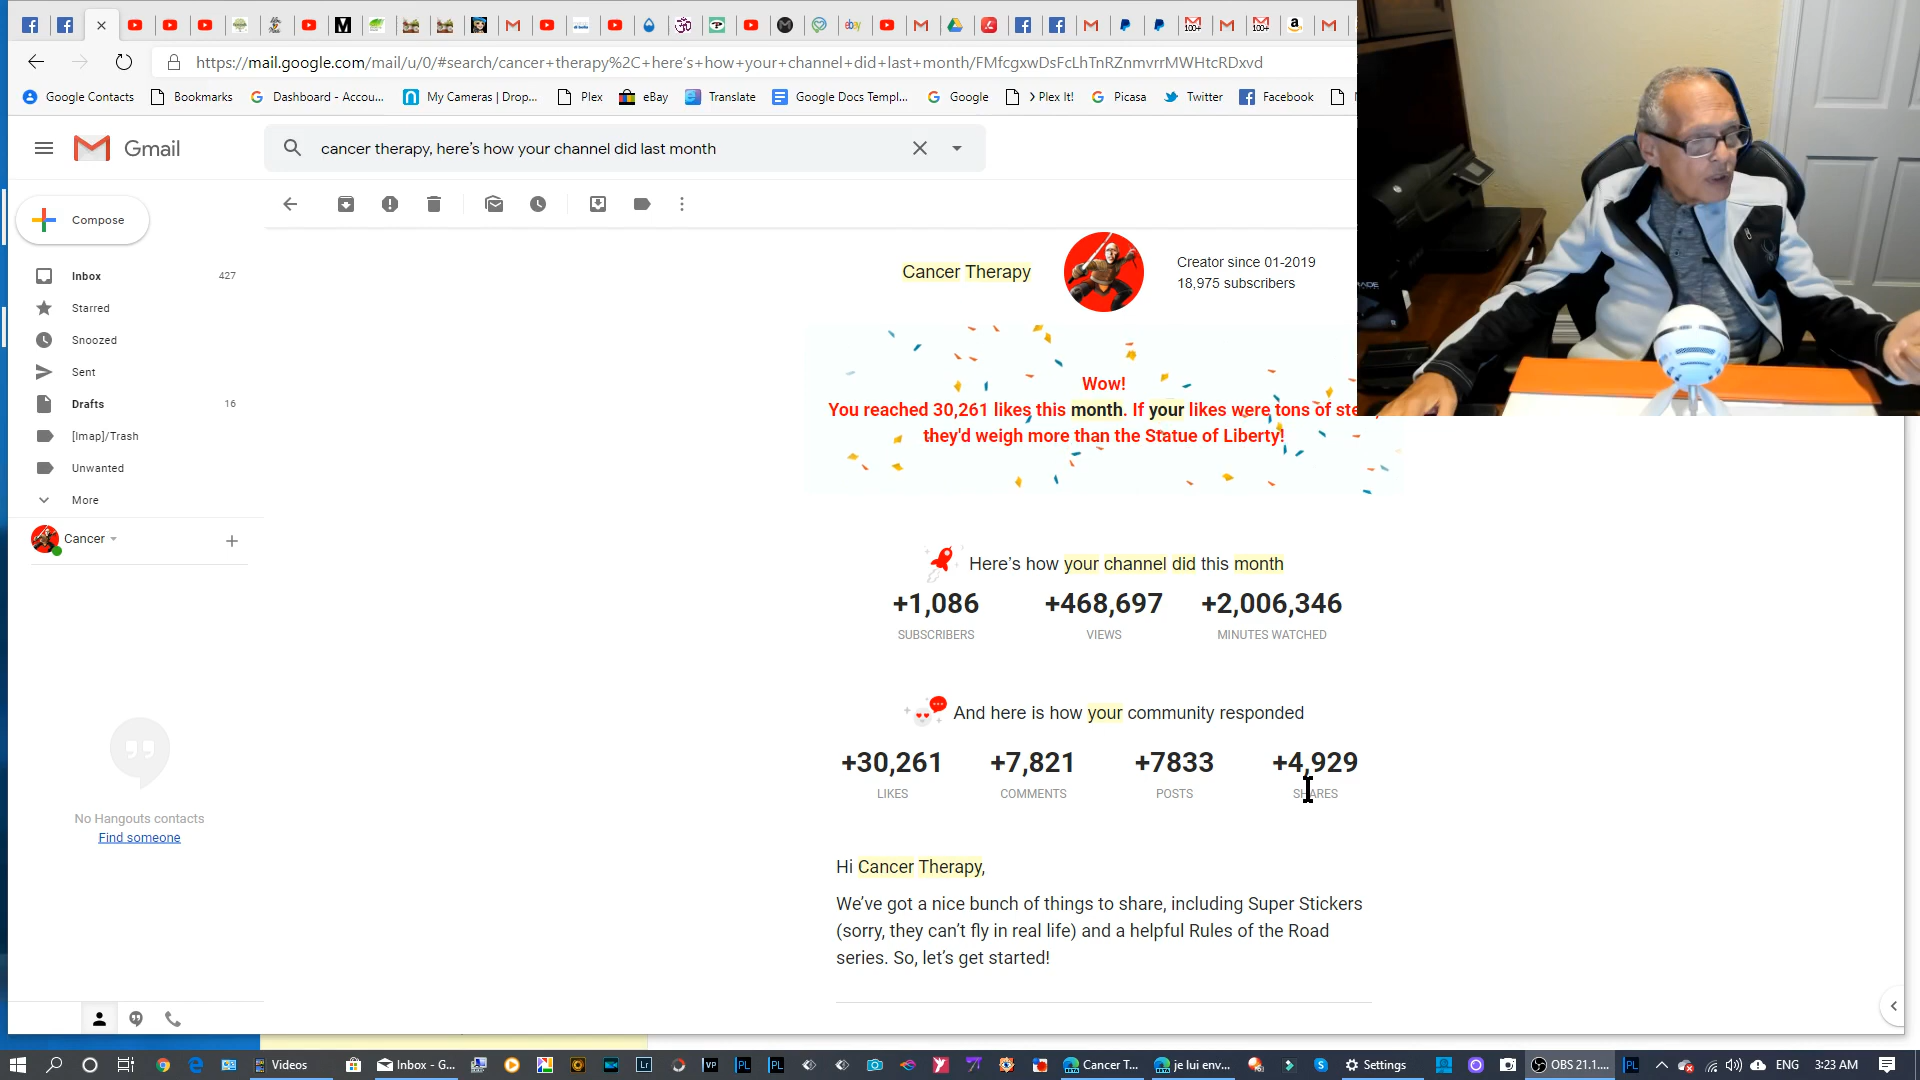 https://mail.google.com/mail/u/0/#search/cancer+therapy%2C+here's+how+your+channel+did+last+month/FMfcgxwDsFcLhTnRZnmvrrMWHtcRDxvd
Google Contacts
Bookmarks
Dashboard - Accou...
My Cameras | Drop...
Plex
eBay
Translate
Google Docs Templ...
Google
> Plex It!
Picasa
Twitter
Facebook
Gmail
cancer therapy, here’s how your channel did last month
Compose
Inbox 427
Starred
Snoozed
Sent
Drafts 16
[Imap]/Trash
Unwanted
More
Cancer
No Hangouts contacts
Find someone
Cancer Therapy
Creator since 01-2019
18,975 subscribers
Wow!
You reached 30,261 likes this month. If your likes were tons of ste
they'd weigh more than the Statue of Liberty!
Here’s how your channel did this month
+1,086 +468,697 +2,006,346
SUBSCRIBERS VIEWS MINUTES WATCHED
And here is how your community responded
+30,261 +7,821 +7833 +4,929
LIKES COMMENTS POSTS SHARES
Hi Cancer Therapy,
We’ve got a nice bunch of things to share, including Super Stickers
(sorry, they can’t fly in real life) and a helpful Rules of the Road
series. So, let’s get started!
Videos
Inbox - G...
Cancer T...
je lui env...
Settings
OBS 21.1....
ENG
3:23 AM